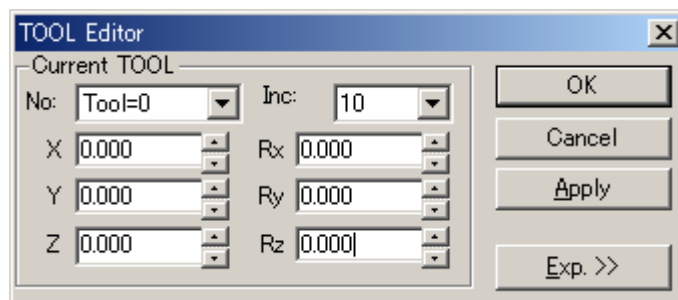 TOOL Editor
Current TOOL
No: Tool=0 Inc: 10
X 0.000 Rx 0.000
Y 0.000 Ry 0.000
Z 0.000 Rz 0.000
OK
Cancel
Apply
Exp. >>